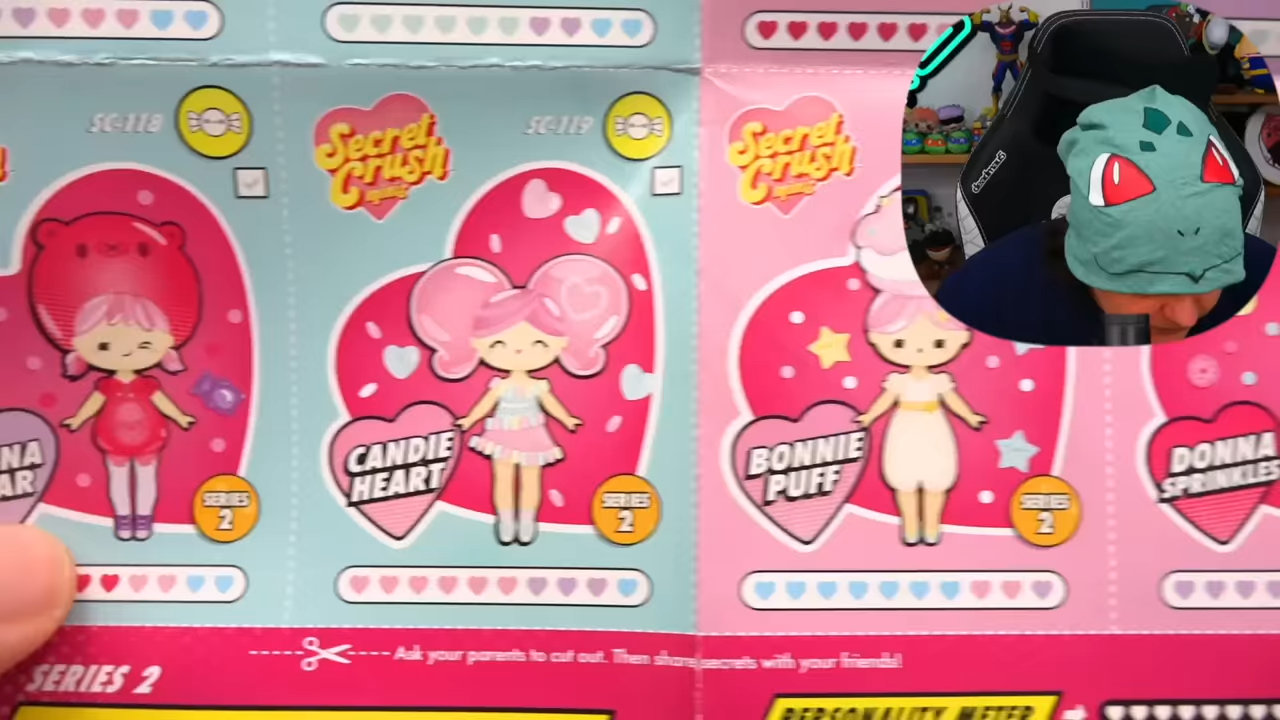 SC-118
Secret
Crush
SC-119
Secret
Crush
SERIES
2
CANDIE
HEART
SERIES
2
BONNIE
PUFF
SERIES
2
DONNA
SPRINKLES
Ask your parents to cut out. Then share secrets with your friends!
SERIES 2
PERSONALITY METER
deadmau5